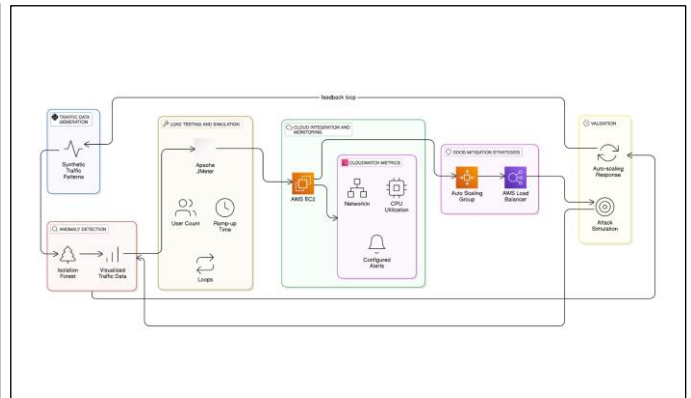 feedback loop
TRAFFIC DATA
GENERATION
Synthetic
Traffic
Patterns
ANOMALY DETECTION
Isolation
Forest
Visualized
Traffic Data
LOAD TESTING AND SIMULATION
Apache
JMeter
User Count
Ramp-up
Time
Loops
CLOUD INTEGRATION AND
MONITORING
AWS EC2
CLOUDWATCH METRICS
NetworkIn
CPU
Utilization
Configured
Alerts
DDOS MITIGATION STRATEGIES
Auto Scaling
Group
AWS Load
Balancer
VALIDATION
Auto-scaling
Response
Attack
Simulation